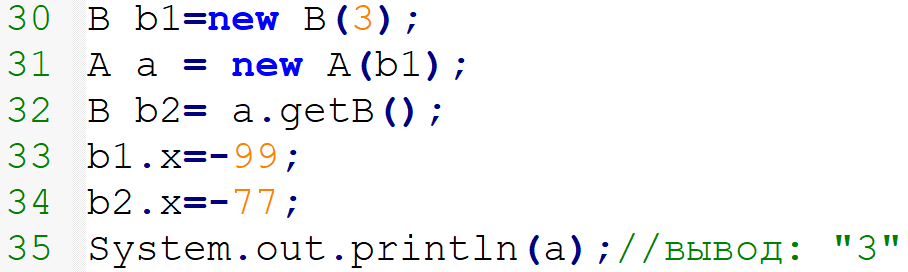 30 B b1=new B(3);
31 A a = new A(b1);
32 B b2= a.getB();
33 b1.x=-99;
34 b2.x=-77;
35 System.out.println(a);//вывод: "3"